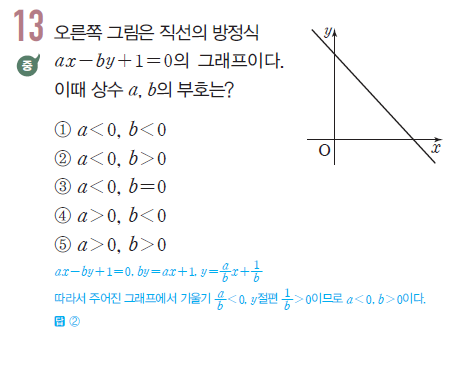 13
중
오른쪽 그림은 직선의 방정식
ax-by+1=0의 그래프이다.
이때 상수 a, b의 부호는?
① a<0, b<0
② a<0, b>0
③ a<0, b=0
④ a>0, b<0
⑤ a>0, b>0
y
O
x
ax-by+1=0, by=ax+1, y=a/b x+1/b
따라서 주어진 그래프에서 기울기 a/b<0, y절편 1/b>0이므로 a<0, b>0이다.
답 ②